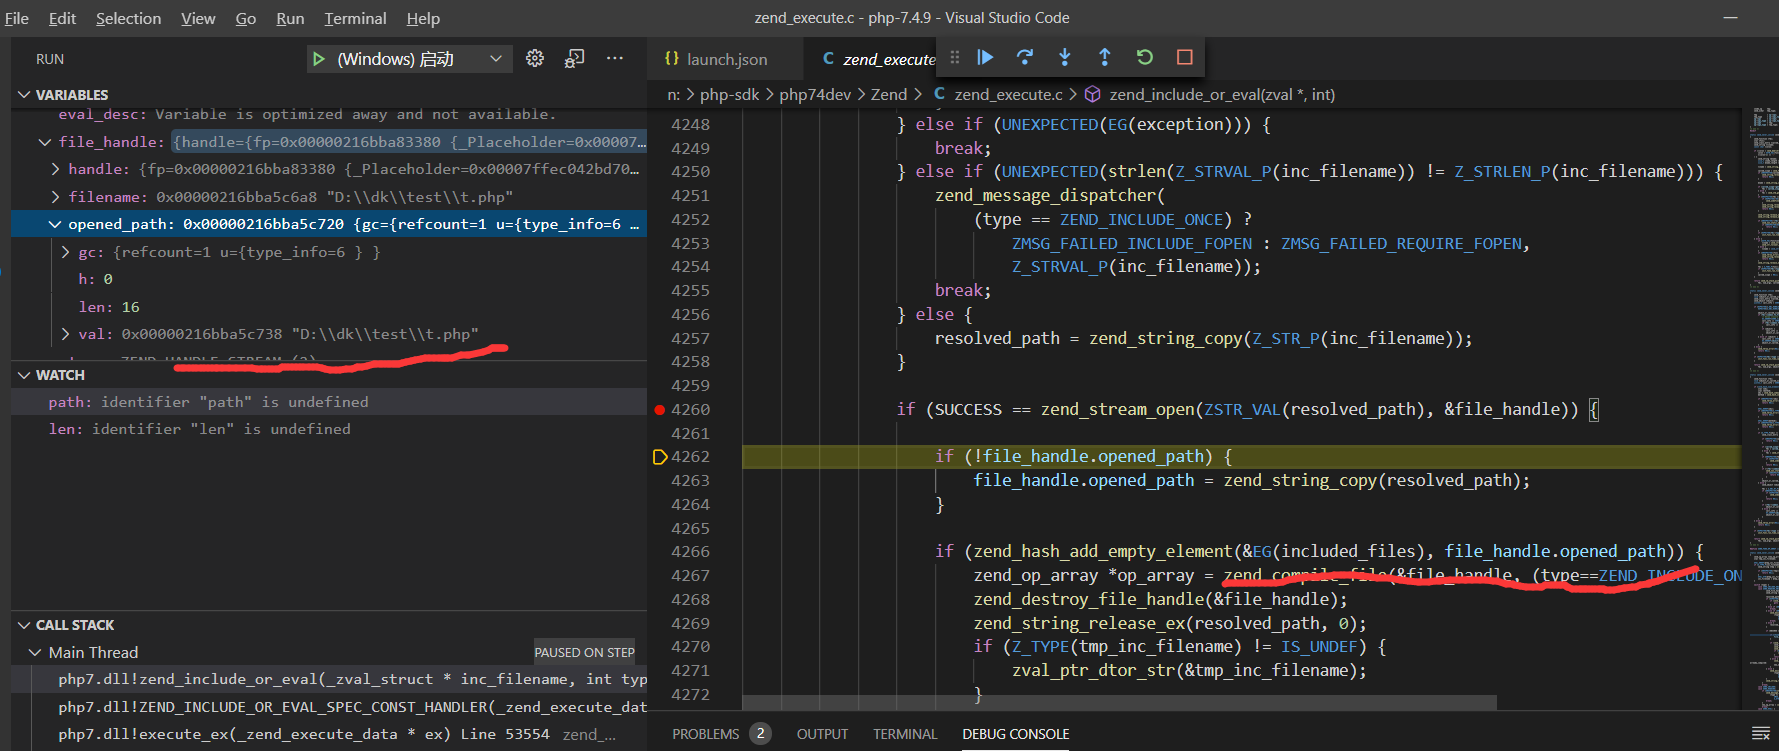 File Edit Selection View Go Run Terminal Help
zend_execute.c - php-7.4.9 - Visual Studio Code
RUN
(Windows) 启动
VARIABLES
eval_desc: Variable is optimized away and not available.
file_handle: {handle={fp=0x00000216bba83380 {_Placeholder=0x00007...
handle: {fp=0x00000216bba83380 {_Placeholder=0x00007ffec042bd70...
filename: 0x00000216bba5c6a8 "D:\\dk\\test\\t.php"
opened_path: 0x00000216bba5c720 {gc={refcount=1 u={type_info=6 ...
gc: {refcount=1 u={type_info=6 } }
h: 0
len: 16
val: 0x00000216bba5c738 "D:\\dk\\test\\t.php"
WATCH
path: identifier "path" is undefined
len: identifier "len" is undefined
CALL STACK
Main Thread
PAUSED ON STEP
php7.dll!zend_include_or_eval(_zval_struct * inc_filename, int typ
php7.dll!ZEND_INCLUDE_OR_EVAL_SPEC_CONST_HANDLER(_zend_execute_dat
php7.dll!execute_ex(_zend_execute_data * ex) Line 53554 zend_...
{} launch.json
C zend_execute
n: > php-sdk > php74dev > Zend > C zend_execute.c > zend_include_or_eval(zval *, int)
4248 } else if (UNEXPECTED(EG(exception))) {
4249 break;
4250 } else if (UNEXPECTED(strlen(Z_STRVAL_P(inc_filename)) != Z_STRLEN_P(inc_filename))) {
4251 zend_message_dispatcher(
4252 (type == ZEND_INCLUDE_ONCE) ?
4253 ZMSG_FAILED_INCLUDE_FOPEN : ZMSG_FAILED_REQUIRE_FOPEN,
4254 Z_STRVAL_P(inc_filename));
4255 break;
4256 } else {
4257 resolved_path = zend_string_copy(Z_STR_P(inc_filename));
4258 }
4259
4260 if (SUCCESS == zend_stream_open(ZSTR_VAL(resolved_path), &file_handle)) {
4261
4262 if (!file_handle.opened_path) {
4263 file_handle.opened_path = zend_string_copy(resolved_path);
4264 }
4265
4266 if (zend_hash_add_empty_element(&EG(included_files), file_handle.opened_path)) {
4267 zend_op_array *op_array = zend_compile_file(&file_handle, (type==ZEND_INCLUDE_ON
4268 zend_destroy_file_handle(&file_handle);
4269 zend_string_release_ex(resolved_path, 0);
4270 if (Z_TYPE(tmp_inc_filename) != IS_UNDEF) {
4271 zval_ptr_dtor_str(&tmp_inc_filename);
4272 }
PROBLEMS 2 OUTPUT TERMINAL DEBUG CONSOLE